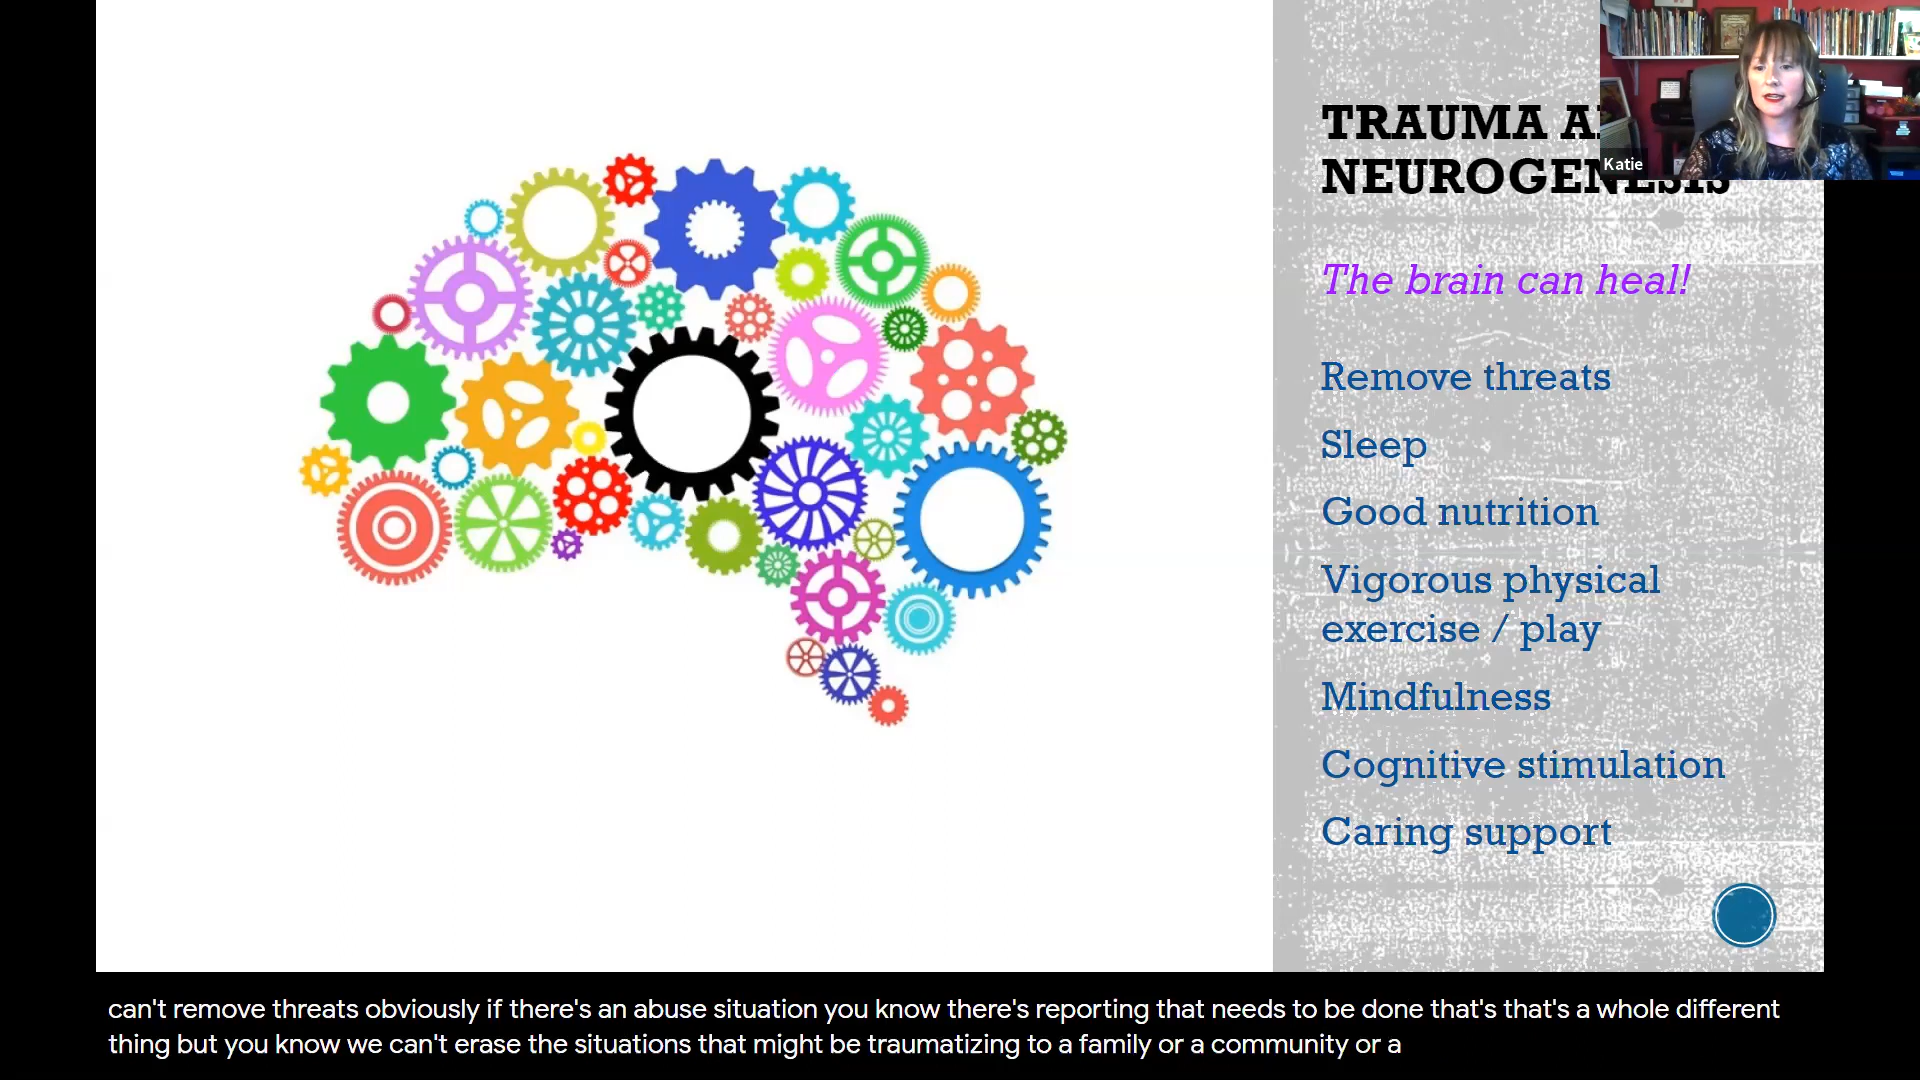 TRAUMA A
NEUROGENESIS
Katie
The brain can heal!
Remove threats
Sleep
Good nutrition
Vigorous physical
exercise / play
Mindfulness
Cognitive stimulation
Caring support
can't remove threats obviously if there's an abuse situation you know there's reporting that needs to be done that's that's a whole different
thing but you know we can't erase the situations that might be traumatizing to a family or a community or a